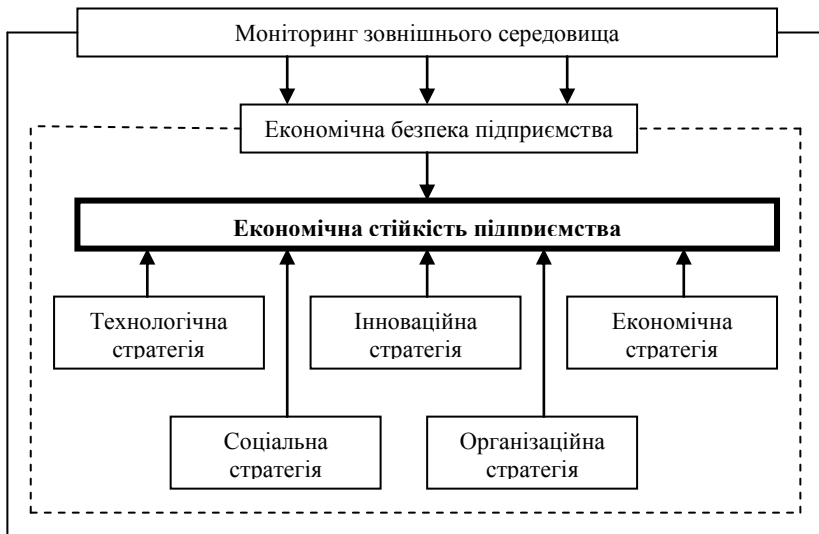 Моніторинг зовнішнього середовища
Економічна безпека підприємства
Економічна стійкість підприємства
Технологічна
стратегія
Інноваційна
стратегія
Економічна
стратегія
Соціальна
стратегія
Організаційна
стратегія